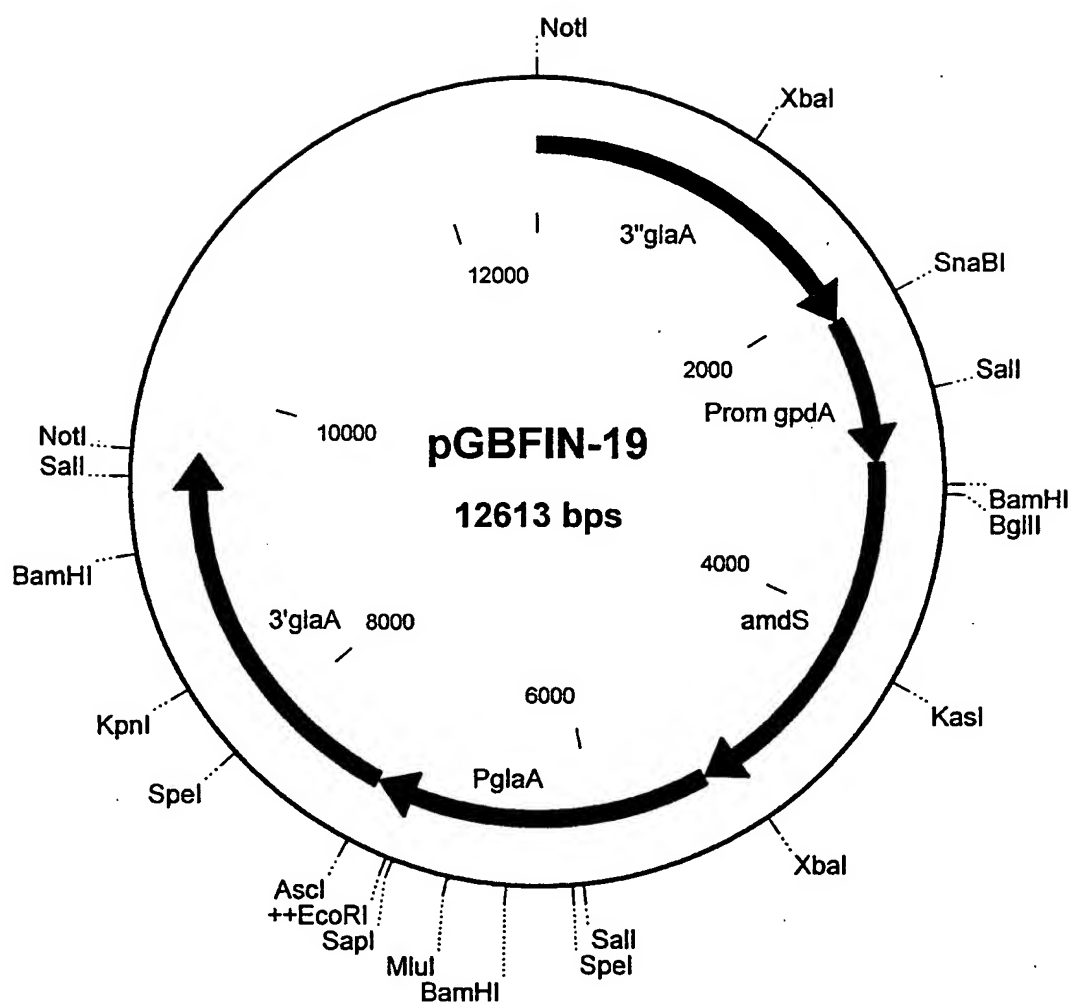 NotI
XbaI
3"glaA
SnaBI
12000
2000
SalI
Prom gpdA
NotI
10000
pGBFIN-19
SalI
12613 bps
BamHI
BglII
BamHI
4000
amdS
3'glaA
8000
6000
KasI
KpnI
PglaA
SpeI
XbaI
AscI
++EcoRI
SapI
SalI
MluI
SpeI
BamHI